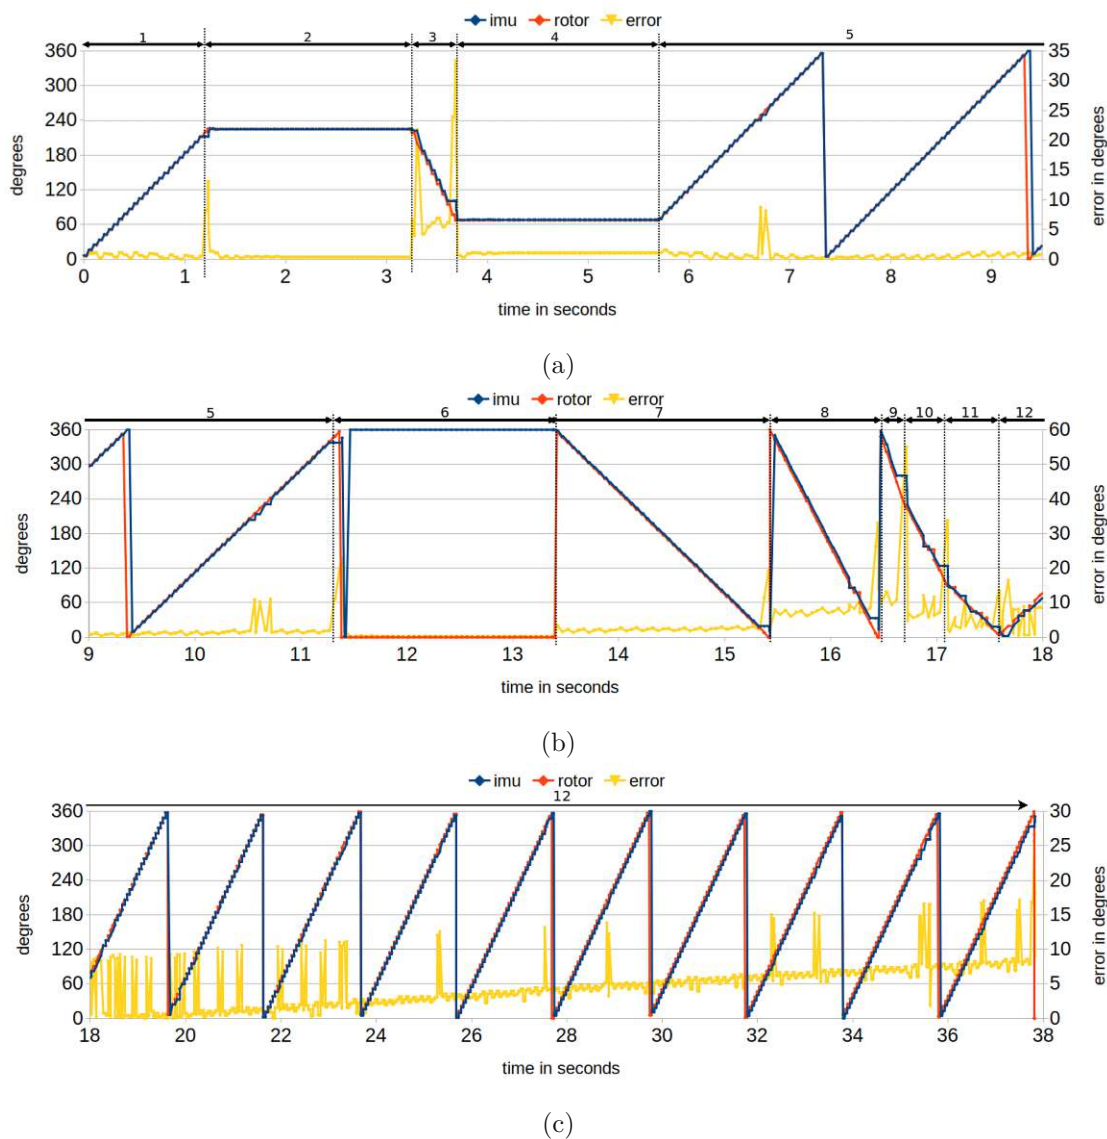 imu rotor error
1 2 3 4 5
360 300 240 180 120 60 0
degrees
35 30 25 20 15 10 5 0
error in degrees
0 1 2 3 4 5 6 7 8 9
time in seconds
(a)
imu rotor error
5 6 7 8 9 10 11 12
360 300 240 180 120 60 0
degrees
60 50 40 30 20 10 0
error in degrees
9 10 11 12 13 14 15 16 17 18
time in seconds
(b)
imu rotor error
12
360 300 240 180 120 60 0
degrees
30 25 20 15 10 5 0
error in degrees
18 20 22 24 26 28 30 32 34 36 38
time in seconds
(c)